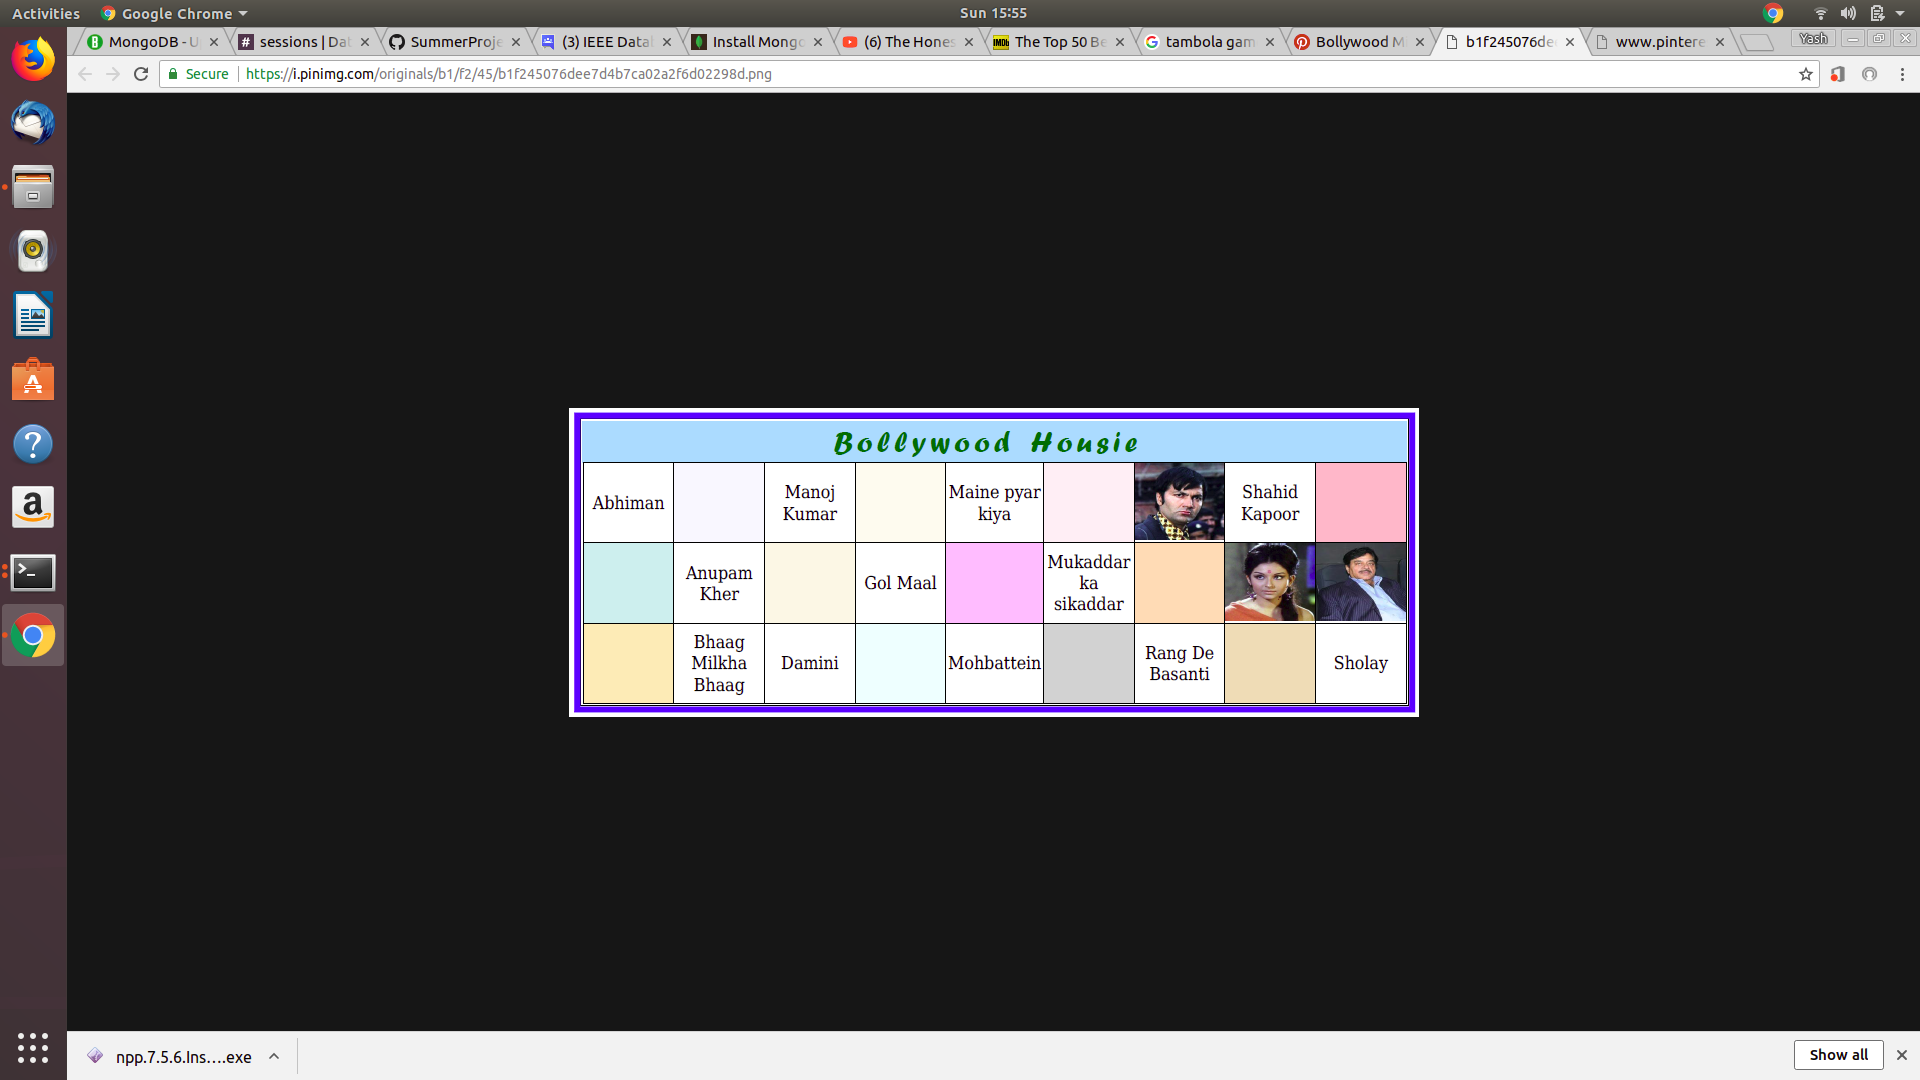 Activities
Google Chrome
Sun 15:55
MongoDB - U
sessions | Dat
SummerProje
(3) IEEE Datal
Install Mongo
(6) The Hones
The Top 50 Be
tambola gam
Bollywood M
b1f245076dee
www.pintere
Yash
Secure
https://i.pinimg.com/originals/b1/f2/45/b1f245076dee7d4b7ca02a2f6d02298d.png
Bollywood Housie
Abhiman
Manoj
Kumar
Maine pyar
kiya
Shahid
Kapoor
Anupam
Kher
Gol Maal
Mukaddar
ka
sikaddar
Bhaag
Milkha
Bhaag
Damini
Mohbattein
Rang De
Basanti
Sholay
npp.7.5.6.Ins....exe
Show all